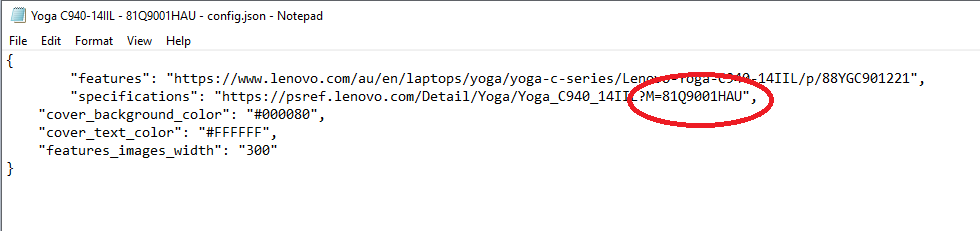 Yoga C940-14IIL - 81Q9001HAU - config.json - Notepad
File Edit Format View Help
{
"features": "https://www.lenovo.com/au/en/laptops/yoga/yoga-c-series/Lenovo-Yoga-C940-14IIL/p/88YGC901221",
"specifications": "https://psref.lenovo.com/Detail/Yoga/Yoga_C940_14IIL?M=81Q9001HAU",
"cover_background_color": "#000080",
"cover_text_color": "#FFFFFF",
"features_images_width": "300"
}